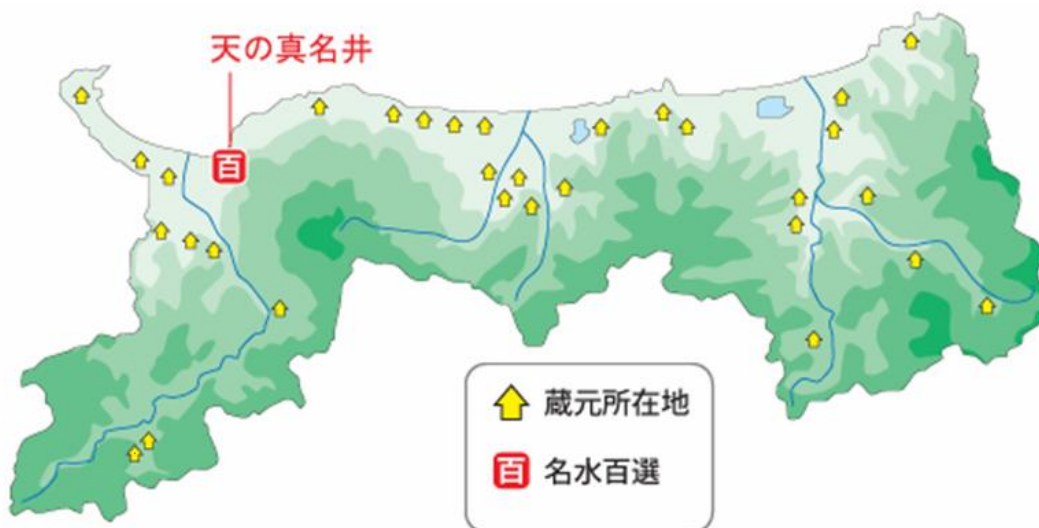 天の真名井
百
蔵元所在地
百 名水百選